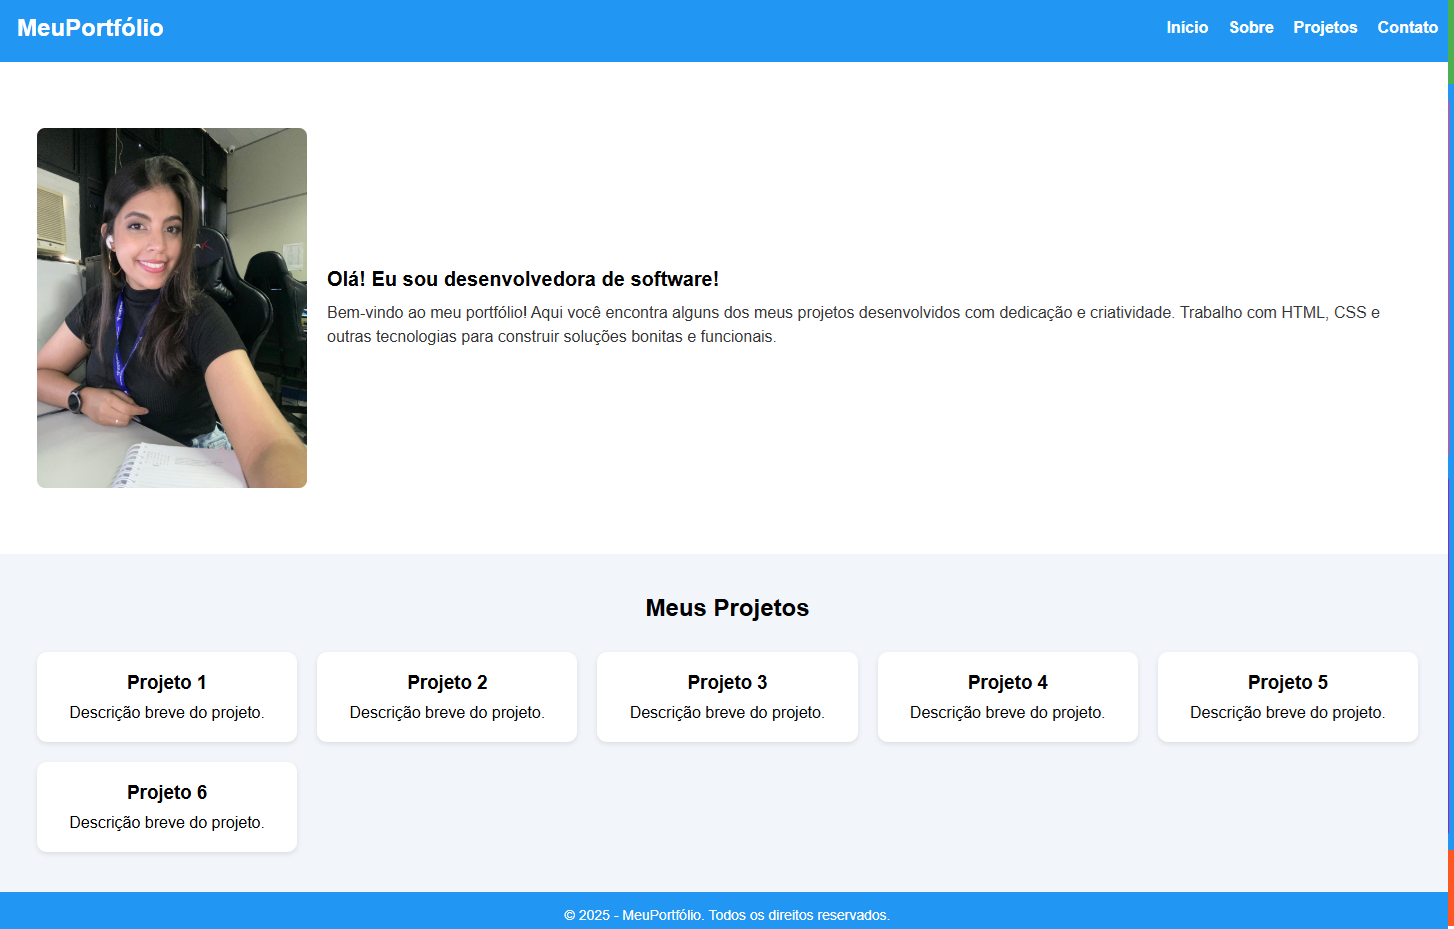 MeuPortfólio
Início Sobre Projetos Contato
Olá! Eu sou desenvolvedora de software!
Bem-vindo ao meu portfólio! Aqui você encontra alguns dos meus projetos desenvolvidos com dedicação e criatividade. Trabalho com HTML, CSS e
outras tecnologias para construir soluções bonitas e funcionais.
Meus Projetos
Projeto 1
Descrição breve do projeto.
Projeto 2
Descrição breve do projeto.
Projeto 3
Descrição breve do projeto.
Projeto 4
Descrição breve do projeto.
Projeto 5
Descrição breve do projeto.
Projeto 6
Descrição breve do projeto.
© 2025 - MeuPortfólio. Todos os direitos reservados.